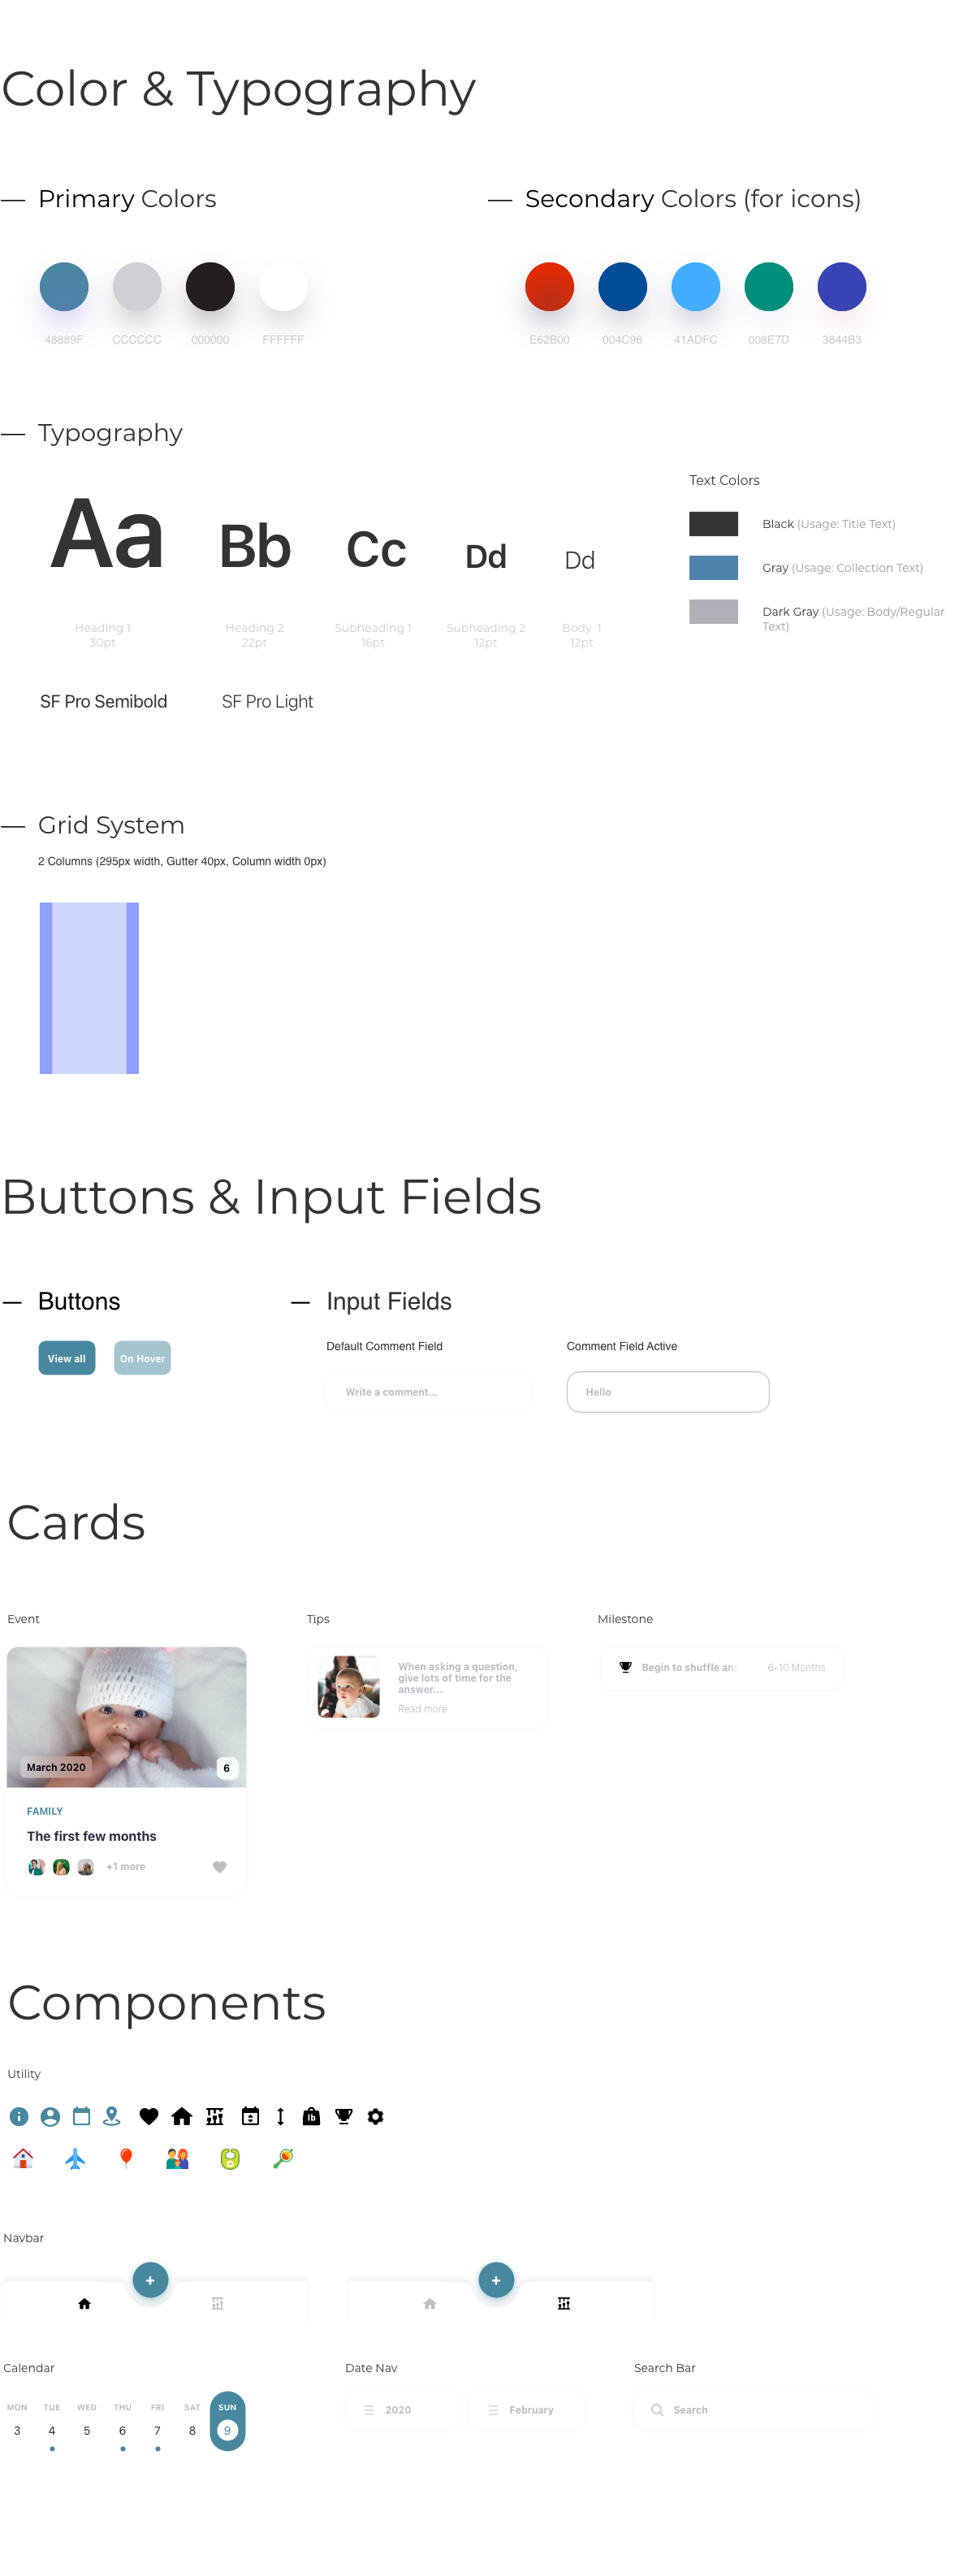 Color & Typography
Primary Colors
Secondary Colors (for icons)
48889F
CCCCCC
000000
FFFFFF
E62B00
004C96
41ADFC
008E7D
3844B3
Typography
Aa
Bb
Cc
Dd
Dd
Heading 1
30pt
Heading 2
22pt
Subheading 1
16pt
Subheading 2
12pt
Body 1
12pt
Text Colors
Black (Usage: Title Text)
Gray (Usage: Collection Text)
Dark Gray (Usage: Body/Regular
Text)
SF Pro Semibold
SF Pro Light
Grid System
2 Columns (295px width, Gutter 40px, Column width 0px)
Buttons & Input Fields
Buttons
View all
On Hover
Input Fields
Default Comment Field
Write a comment...
Comment Field Active
Hello
Cards
Event
March 2020
6
FAMILY
The first few months
+1 more
Tips
When asking a question,
give lots of time for the
answer...
Read more
Milestone
Begin to shuffle an
6-10 Months
Components
Utility
lb
Navbar
+
+
Calendar
MON
TUE
WED
THU
FRI
SAT
SUN
3
4
5
6
7
8
9
Date Nav
2020
February
Search Bar
Search